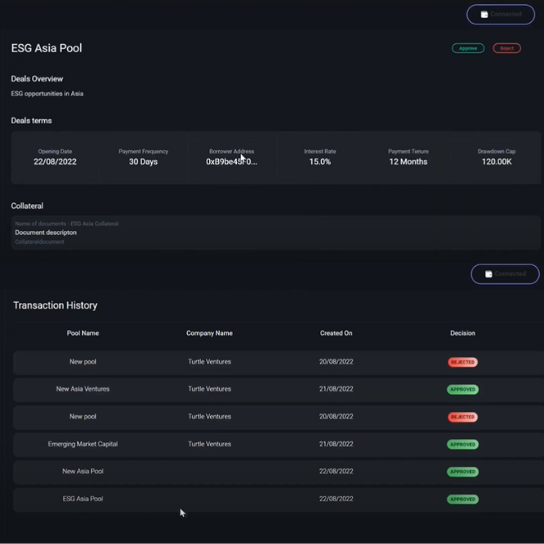 Connected
ESG Asia Pool
Approve Reject
Deals Overview
ESG opportunities in Asia
Deals terms
Opening Date Payment Frequency Borrower Address Interest Rate Payment Tenure Drawdown Cap
22/08/2022 30 Days 15.0% 12 Months 120.00K
Collateral
Name of documents - ESG Asia Collateral
Document descripton
Collateraldocument
Connected
Transaction History
Pool Name Company Name Created On Decision
New pool Turtle Ventures 20/08/2022 REJECTED
New Asia Ventures Turtle Ventures 21/08/2022 APPROVED
New pool Turtle Ventures 20/08/2022 REJECTED
Emerging Market Capital Turtle Ventures 21/08/2022 APPROVED
New Asia Pool 22/08/2022 APPROVED
ESG Asia Pool 22/08/2022 APPROVED